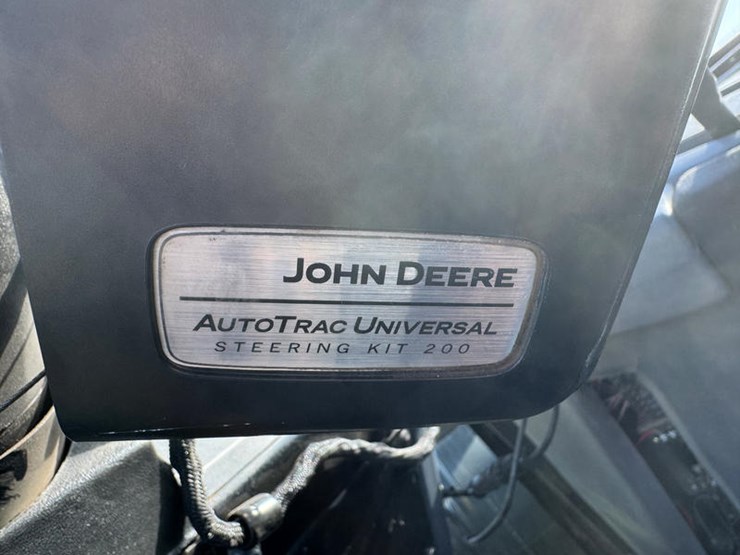 JOHN DEERE
AUTOTRAC UNIVERSAL
STEERING KIT 200